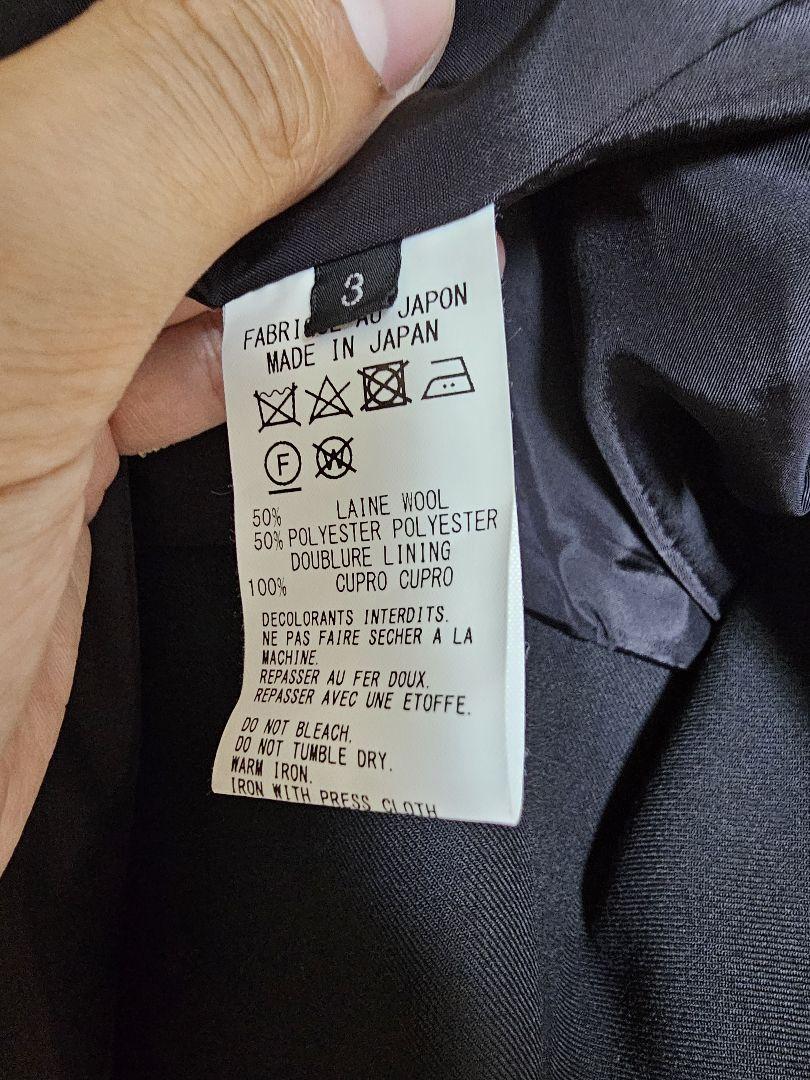 3
FABRIQUE AU JAPON
MADE IN JAPAN
F W
50% LAINE WOOL
50% POLYESTER POLYESTER
DOUBLURE LINING
100% CUPRO CUPRO
DECOLORANTS INTERDITS.
NE PAS FAIRE SECHER A LA
MACHINE.
REPASSER AU FER DOUX.
REPASSER AVEC UNE ETOFFE.
DO NOT BLEACH.
DO NOT TUMBLE DRY.
WARM IRON.
IRON WITH PRESS CLOTH